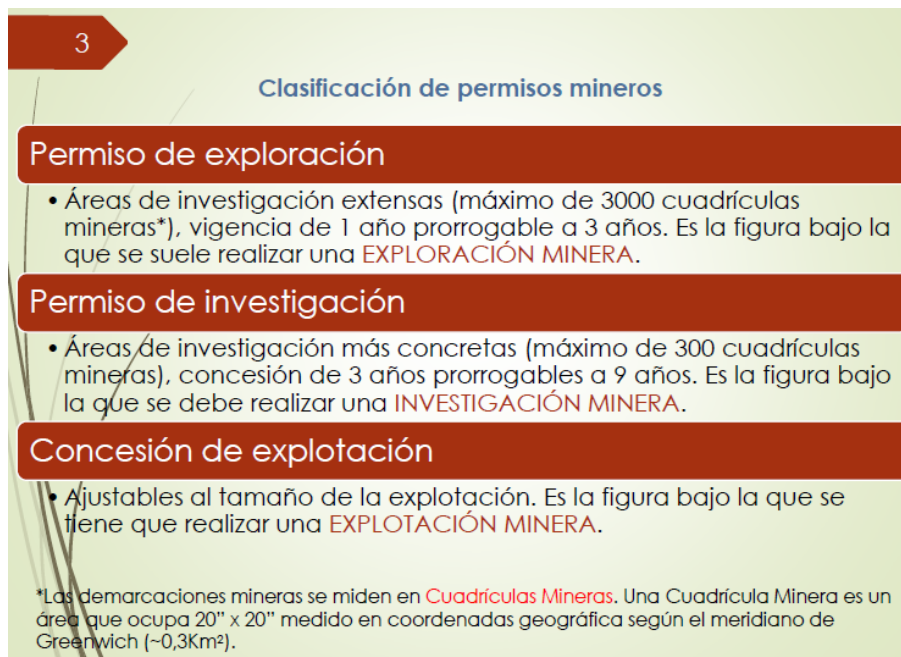 3
Clasificación de permisos mineros
Permiso de exploración
• Áreas de investigación extensas (máximo de 3000 cuadrículas
mineras*), vigencia de 1 año prorrogable a 3 años. Es la figura bajo la
que se suele realizar una EXPLORACIÓN MINERA.
Permiso de investigación
• Áreas de investigación más concretas (máximo de 300 cuadrículas
mineras), concesión de 3 años prorrogables a 9 años. Es la figura bajo
la que se debe realizar una INVESTIGACIÓN MINERA.
Concesión de explotación
• Ajustables al tamaño de la explotación. Es la figura bajo la que se
tiene que realizar una EXPLOTACIÓN MINERA.
*Las demarcaciones mineras se miden en Cuadrículas Mineras. Una Cuadrícula Minera es un
área que ocupa 20” x 20” medido en coordenadas geográfica según el meridiano de
Greenwich (~0,3Km²).